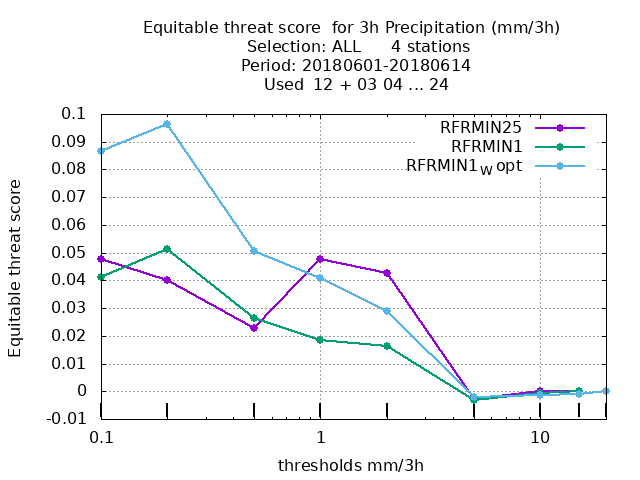 Equitable threat score  for 3h Precipitation (mm/3h)
Selection: ALL      4 stations
Period: 20180601-20180614
Used  12 + 03 04 ... 24
RFRMIN25
RFRMIN1
RFRMIN1W opt
Equitable threat score
0.1
0.09
0.08
0.07
0.06
0.05
0.04
0.03
0.02
0.01
0
-0.01
0.1 1 10
thresholds mm/3h